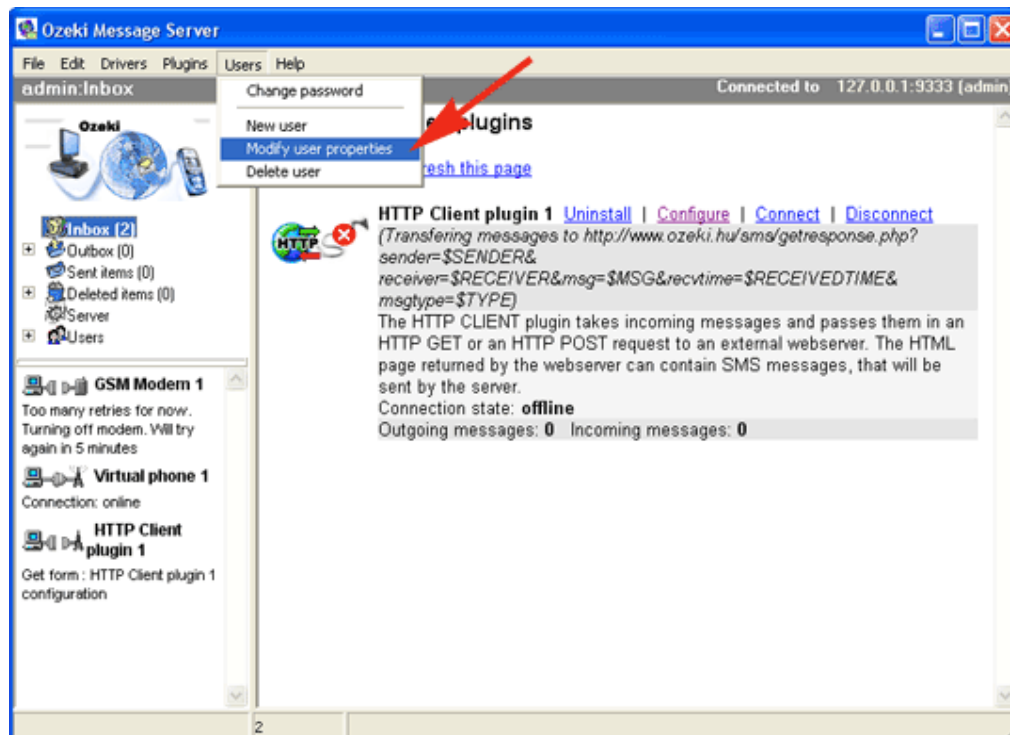 Ozeki Message Server
File Edit Drivers Plugins Users Help
admin:Inbox
Connected to 127.0.0.1:9333 (admin
Change password
New user
Modify user properties
Delete user
Ozeki
Inbox (2)
Outbox (0)
Sent items (0)
Deleted items (0)
Server
Users
GSM Modem 1
Too many retries for now.
Turning off modem. Will try
again in 5 minutes
Virtual phone 1
Connection: online
HTTP Client
plugin 1
Get form : HTTP Client plugin 1
configuration
plugins
resh this page
HTTP
HTTP Client plugin 1 Uninstall | Configure | Connect | Disconnect
(Transfering messages to http://www.ozeki.hu/sms/getresponse.php?
sender=$SENDER&
receiver=$RECEIVER&msg=$MSG&recvtime=$RECEIVEDTIME&
msgtype=$TYPE)
The HTTP CLIENT plugin takes incoming messages and passes them in an
HTTP GET or an HTTP POST request to an external webserver. The HTML
page returned by the webserver can contain SMS messages, that will be
sent by the server.
Connection state: offline
Outgoing messages: 0 Incoming messages: 0
2